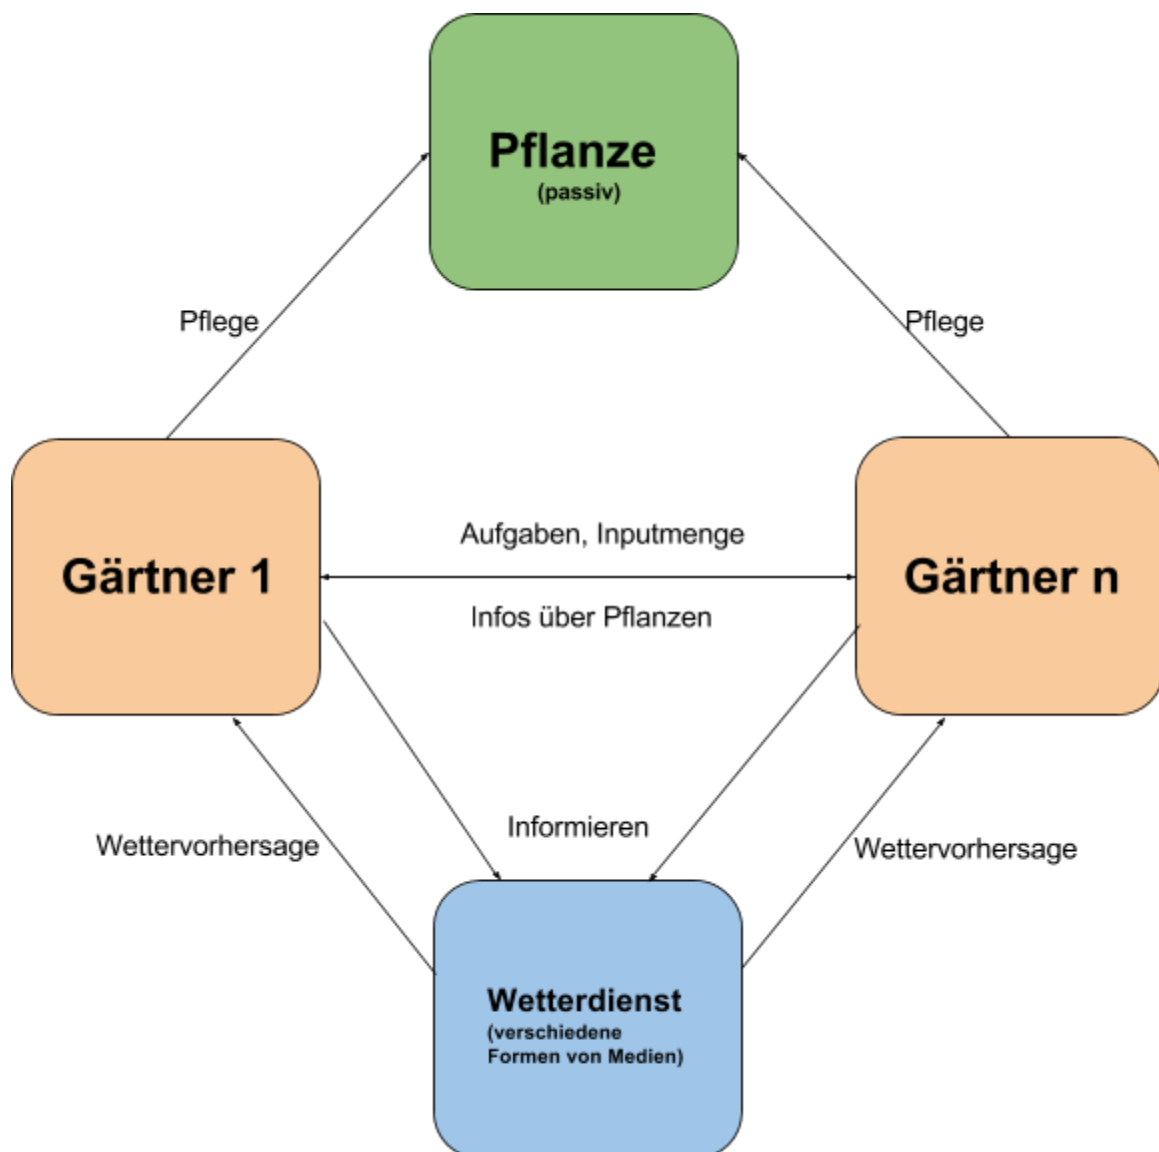 Pflanze
(passiv)
Pflege
Pflege
Aufgaben, Inputmenge
Gärtner 1
Gärtner n
Infos über Pflanzen
Informieren
Wettervorhersage
Wettervorhersage
Wetterdienst
(verschiedene
Formen von Medien)